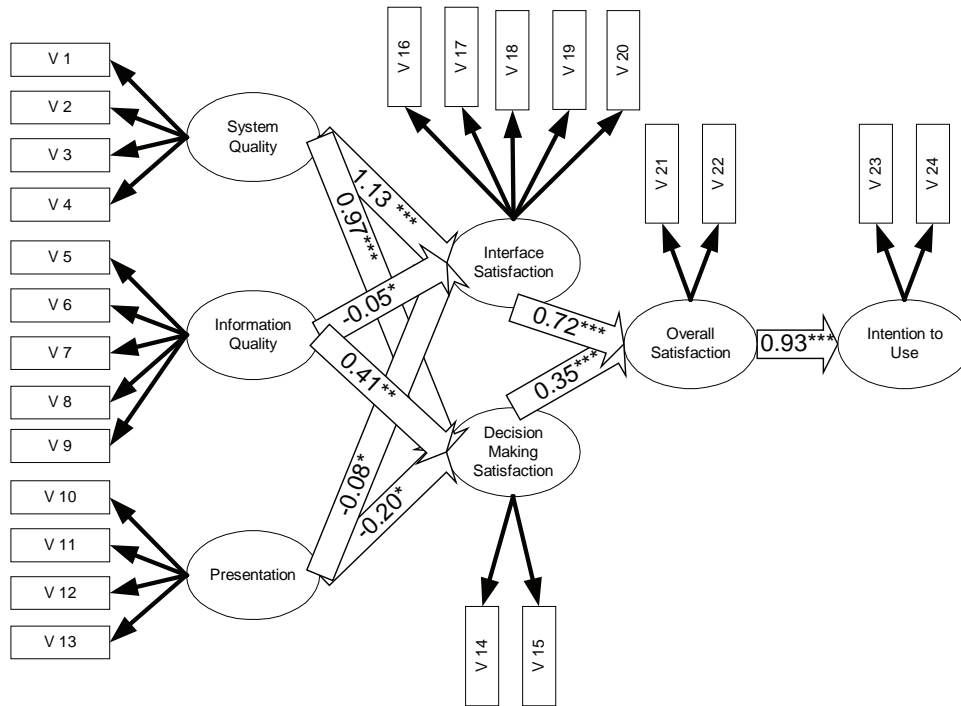 V 1
V 2
V 3
V 4
V 5
V 6
V 7
V 8
V 9
V 10
V 11
V 12
V 13
System
Quality
Information
Quality
Presentation
V 16
V 17
V 18
V 19
V 20
1.13 ***
0.97***
-0.05*
0.41**
-0.08*
-0.20*
Interface
Satisfaction
Decision
Making
Satisfaction
V 14
V 15
0.72***
0.35***
V 21
V 22
Overall
Satisfaction
0.93***
V 23
V 24
Intention to
Use